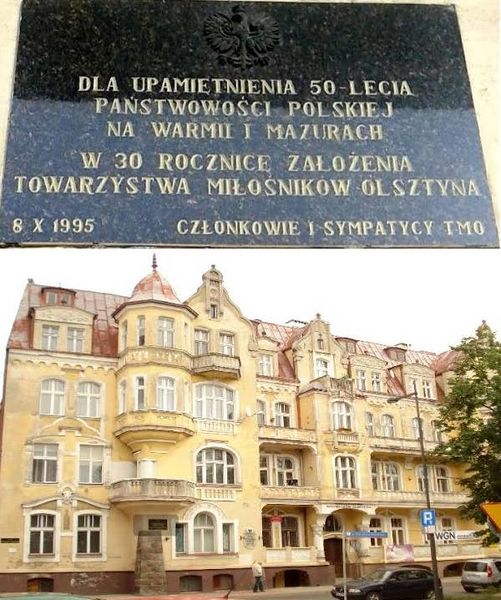 DLA UPAMIĘTNIENIA 50-LECIA
PAŃSTWOWOŚCI POLSKIEJ
NA WARMII I MAZURACH
W 30 ROCZNICĘ ZAŁOŻENIA
TOWARZYSTWA MIŁOŚNIKÓW OLSZTYNA
8 X 1995 CZŁONKOWIE I SYMPATYCY TMO
P
WGN